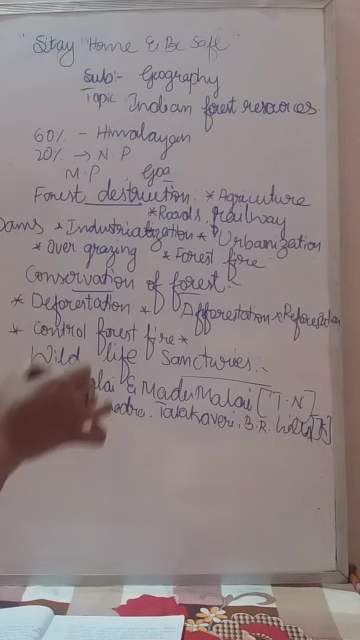 "Stay Home & Be Safe"
Sub:- Geography
Topic Indian forest resources.
60% - Himalayan
20% → N.P
M.P Goa
Forest destruction. * Agricuture
*Roads, railway
Dams * Industrialization * Urbanization
* Over grazing * Forest fire
Conservation of forest:-
* Deforestation * Afforestation * Reforestation
* Control forest fire *
Wild life Sancturies:-
& MaduMalai [T.N]
Talakaveri, B.R. hills [K]